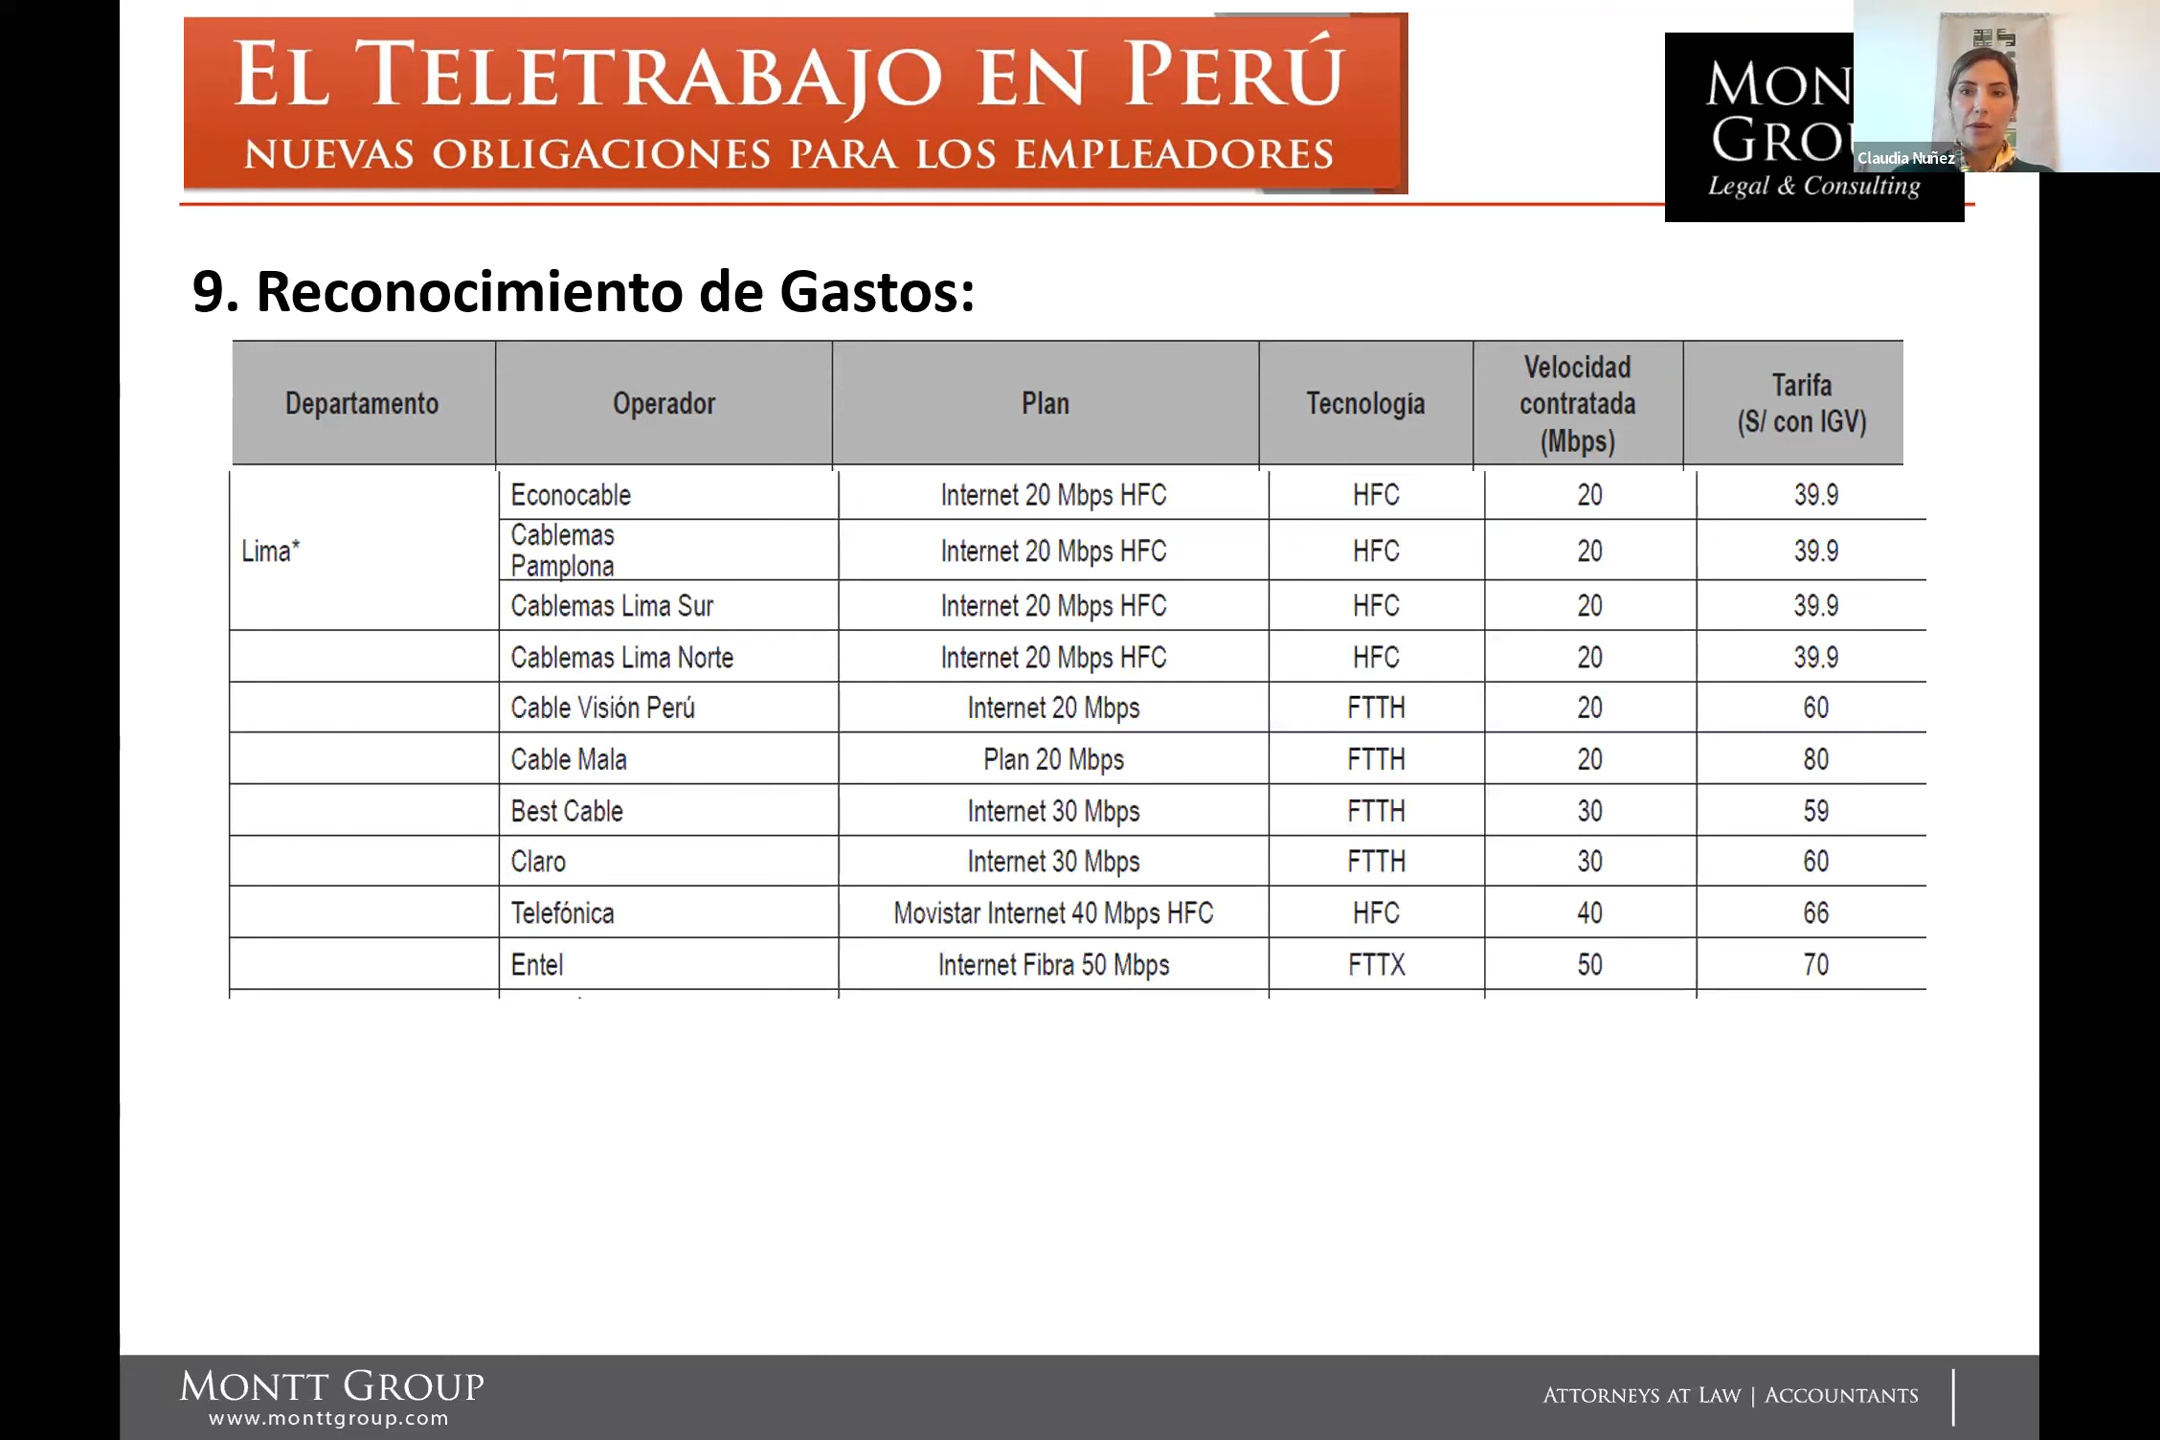 EL TELETRABAJO EN PERÚ
NUEVAS OBLIGACIONES PARA LOS EMPLEADORES
GRO
Legal & Consulting
Claudia Nuñez
9. Reconocimiento de Gastos:
Departamento Operador Plan Tecnología Velocidad contratada (Mbps) Tarifa (S/ con IGV)
Lima*
Econocable Internet 20 Mbps HFC HFC 20 39.9
Cablemas Pamplona Internet 20 Mbps HFC HFC 20 39.9
Cablemas Lima Sur Internet 20 Mbps HFC HFC 20 39.9
Cablemas Lima Norte Internet 20 Mbps HFC HFC 20 39.9
Cable Visión Perú Internet 20 Mbps FTTH 20 60
Cable Mala Plan 20 Mbps FTTH 20 80
Best Cable Internet 30 Mbps FTTH 30 59
Claro Internet 30 Mbps FTTH 30 60
Telefónica Movistar Internet 40 Mbps HFC HFC 40 66
Entel Internet Fibra 50 Mbps FTTX 50 70
MONTT GROUP
www.monttgroup.com
ATTORNEYS AT LAW | ACCOUNTANTS